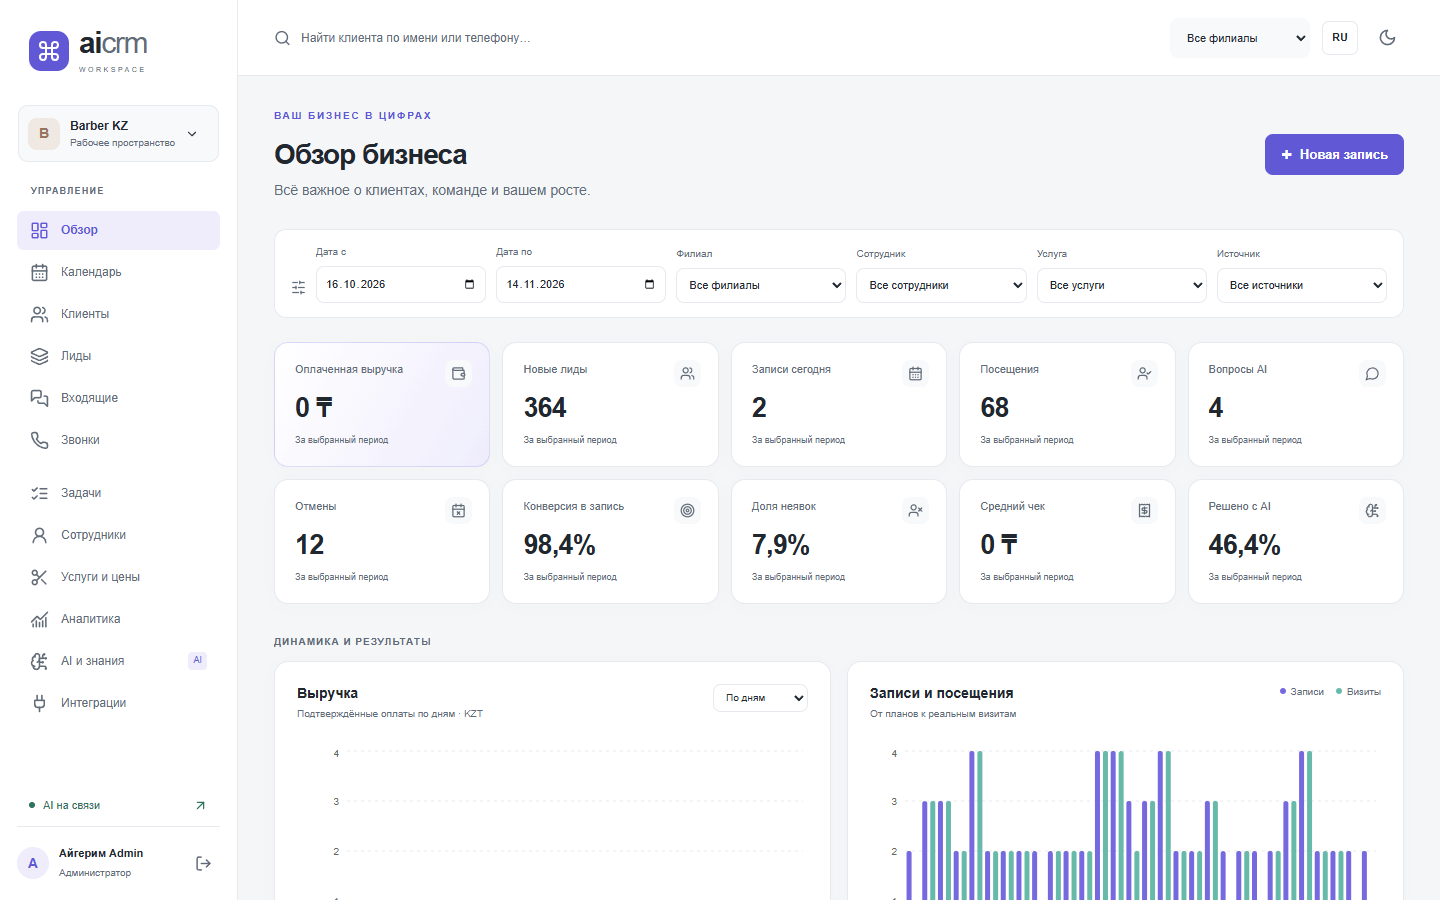 aicrm
WORKSPACE
Найти клиента по имени или телефону...
Все филиалы
RU
B
Barber KZ
Рабочее пространство
УПРАВЛЕНИЕ
Обзор
Календарь
Клиенты
Лиды
Входящие
Звонки
Задачи
Сотрудники
Услуги и цены
Аналитика
AI и знания
AI
Интеграции
AI на связи
A
Айгерим Admin
Администратор
ВАШ БИЗНЕС В ЦИФРАХ
Обзор бизнеса
Всё важное о клиентах, команде и вашем росте.
+ Новая запись
Дата с
16.10.2026
Дата по
14.11.2026
Филиал
Все филиалы
Сотрудник
Все сотрудники
Услуга
Все услуги
Источник
Все источники
Оплаченная выручка
0 ₸
За выбранный период
Новые лиды
364
За выбранный период
Записи сегодня
2
За выбранный период
Посещения
68
За выбранный период
Вопросы AI
4
За выбранный период
Отмены
12
За выбранный период
Конверсия в запись
98,4%
За выбранный период
Доля неявок
7,9%
За выбранный период
Средний чек
0 ₸
За выбранный период
Решено с AI
46,4%
За выбранный период
ДИНАМИКА И РЕЗУЛЬТАТЫ
Выручка
Подтверждённые оплаты по дням · KZT
По дням
4
3
2
Записи и посещения
От планов к реальным визитам
Записи
Визиты
4
3
2